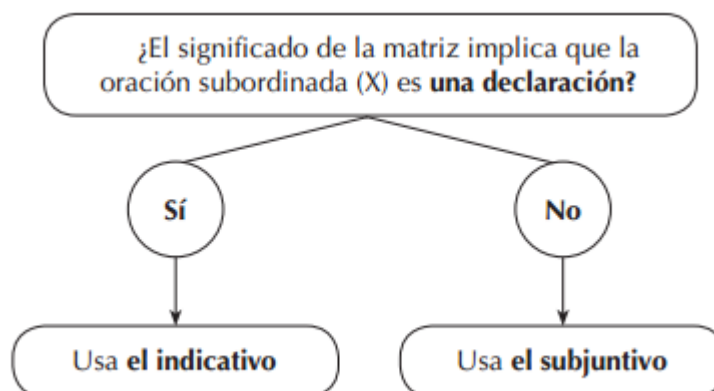 ¿El significado de la matriz implica que la
oración subordinada (X) es una declaración?
Sí
No
Usa el indicativo
Usa el subjuntivo